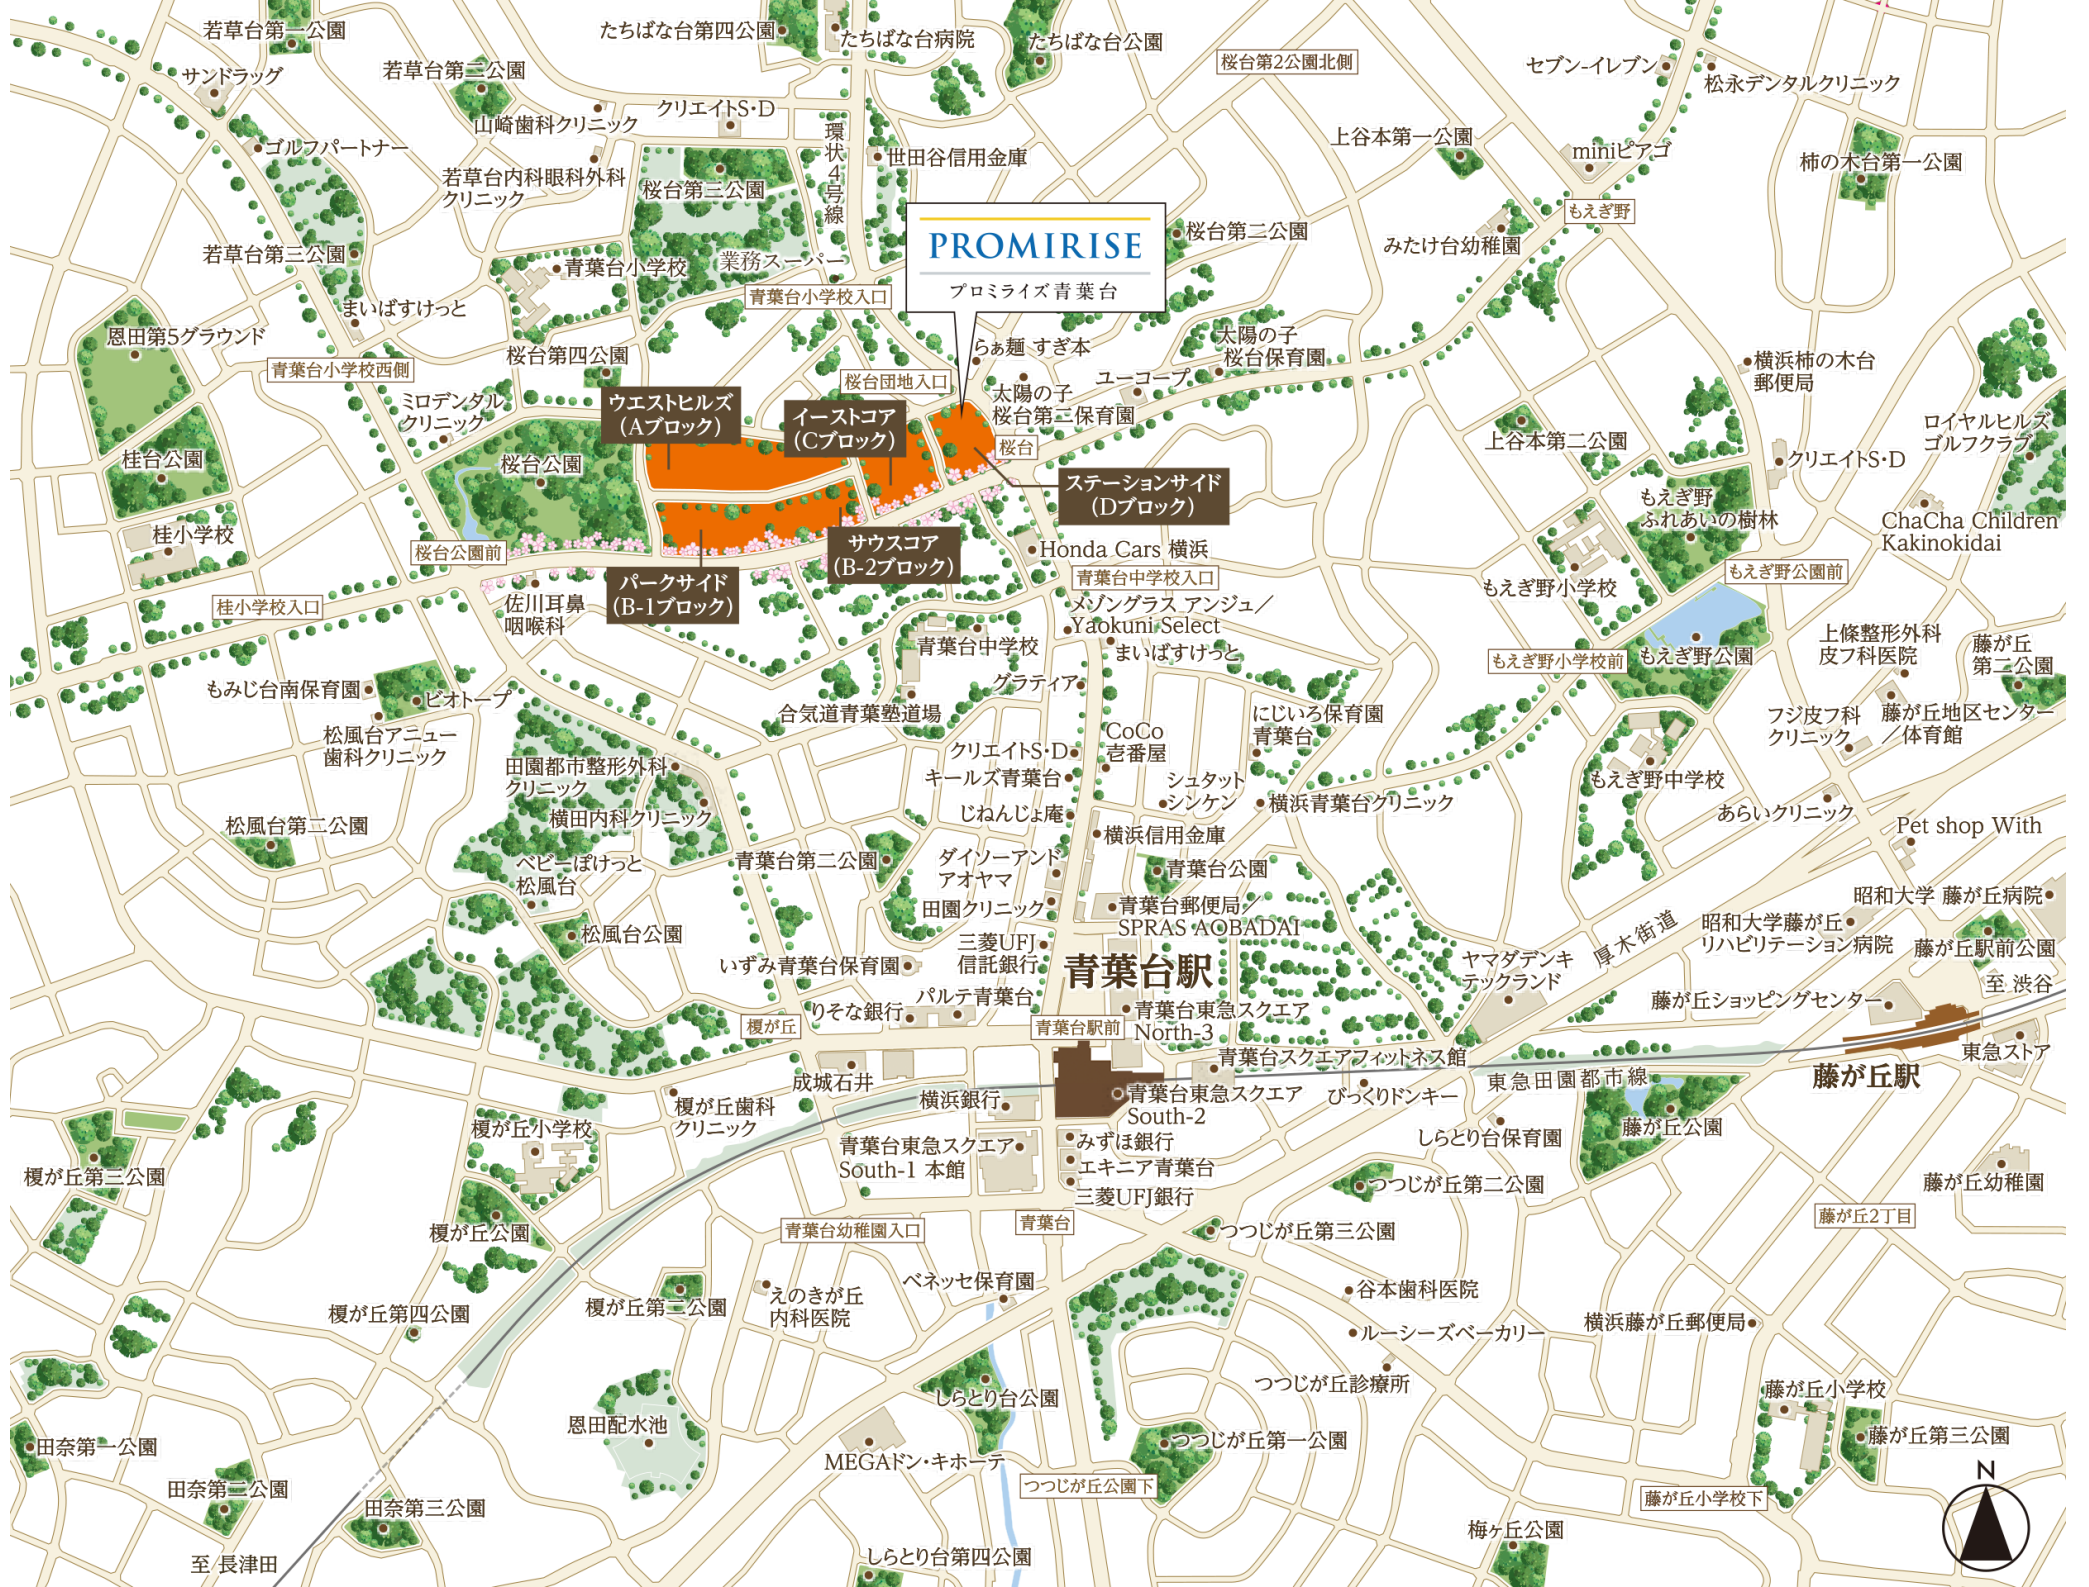 若草台第一公園
たちばな台第四公園
たちばな台病院
たちばな台公園
桜台第2公園北側
セブン-イレブン
松永デンタルクリニック
サンドラッグ
若草台第二公園
山崎歯科クリニック
クリエイトS・D
環状4号線
世田谷信用金庫
上谷本第一公園
miniピアゴ
柿の木台第一公園
ゴルフパートナー
若草台内科眼科外科
クリニック
桜台第三公園
もえぎ野
みたけ台幼稚園
若草台第三公園
青葉台小学校
業務スーパー
PROMIRISE
プロミライズ青葉台
桜台第二公園
青葉台小学校入口
まいばすけっと
恩田第5グラウンド
青葉台小学校西側
桜台第四公園
らぁ麺 すぎ本
太陽の子
桜台保育園
横浜柿の木台
郵便局
桜台団地入口
太陽の子
桜台第二保育園
ユーコープ
ミロデンタル
クリニック
ウエストヒルズ
(Aブロック)
イーストコア
(Cブロック)
桜台
上谷本第二公園
ロイヤルヒルズ
ゴルフクラブ
クリエイトS・D
桂台公園
桜台公園
ステーションサイド
(Dブロック)
もえぎ野
ふれあいの樹林
ChaCha Children
Kakinokidai
桂小学校
桜台公園前
サウスコア
(B-2ブロック)
Honda Cars 横浜
青葉台中学校入口
もえぎ野小学校
もえぎ野公園前
パークサイド
(B-1ブロック)
桂小学校入口
佐川耳鼻
咽喉科
メゾングラス アンジュ／
Yaokuni Select
まいばすけっと
青葉台中学校
もえぎ野小学校前
もえぎ野公園
上條整形外科
皮フ科医院
藤が丘
第二公園
もみじ台南保育園
ビオトープ
グラティア
合気道青葉塾道場
にじいろ保育園
青葉台
フジ皮フ科
クリニック
藤が丘地区センター
／体育館
松風台アニュー
歯科クリニック
CoCo
壱番屋
クリエイトS・D
キールズ青葉台
シュタット
シンケン
田園都市整形外科
クリニック
もえぎ野中学校
横浜青葉台クリニック
あらいクリニック
横田内科クリニック
じねんじょ庵
松風台第二公園
横浜信用金庫
Pet shop With
ベビーぽけっと
松風台
青葉台第二公園
ダイソーアンド
アオヤマ
青葉台公園
昭和大学 藤が丘病院
田園クリニック
青葉台郵便局／
SPRAS AOBADAI
厚木街道
昭和大学藤が丘
リハビリテーション病院
松風台公園
三菱UFJ
信託銀行
藤が丘駅前公園
いずみ青葉台保育園
青葉台駅
ヤマダデンキ
テックランド
至 渋谷
りそな銀行
パルテ青葉台
青葉台東急スクエア
North-3
藤が丘ショッピングセンター
榎が丘
青葉台駅前
青葉台スクエアフィットネス館
東急ストア
成城石井
東急田園都市線
藤が丘駅
榎が丘歯科
クリニック
横浜銀行
青葉台東急スクエア
South-2
びっくりドンキー
榎が丘小学校
みずほ銀行
しらとり台保育園
藤が丘公園
青葉台東急スクエア
South-1 本館
エキニア青葉台
榎が丘第三公園
三菱UFJ銀行
つつじが丘第二公園
藤が丘幼稚園
榎が丘公園
青葉台幼稚園入口
青葉台
つつじが丘第三公園
藤が丘2丁目
ベネッセ保育園
谷本歯科医院
榎が丘第四公園
榎が丘第二公園
えのきが丘
内科医院
ルーシーズベーカリー
横浜藤が丘郵便局
つつじが丘診療所
しらとり台公園
藤が丘小学校
恩田配水池
田奈第一公園
MEGAドン・キホーテ
つつじが丘第一公園
藤が丘第三公園
N
田奈第二公園
つつじが丘公園下
藤が丘小学校下
田奈第三公園
梅ヶ丘公園
至 長津田
しらとり台第四公園